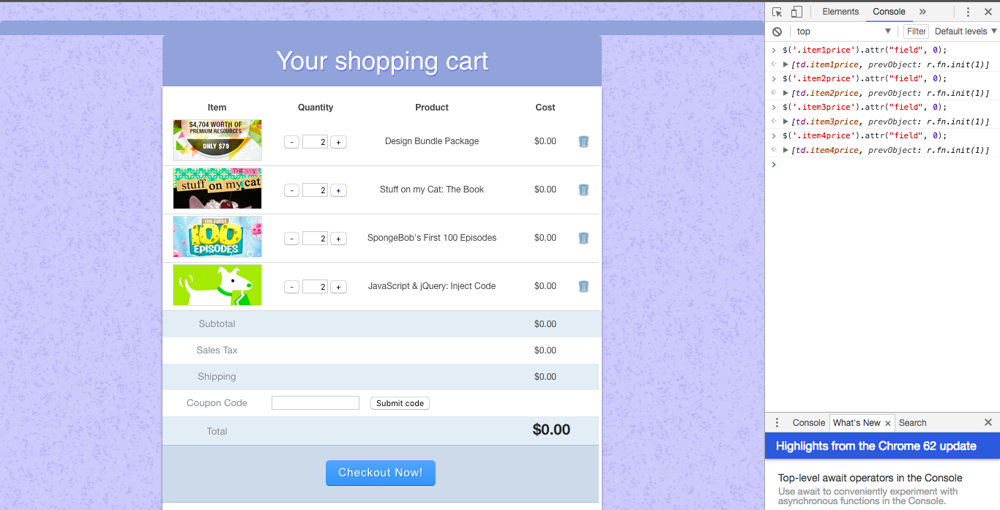 Your shopping cart
Item Quantity Product Cost
$4,704 WORTH OF
PREMIUM RESOURCES
ONLY $79
- 2 + Design Bundle Package $0.00
THE BOOK
stuff on my cat
- 2 + Stuff on my Cat: The Book $0.00
THE FIRST
100
EPISODES
- 2 + SpongeBob's First 100 Episodes $0.00
- 2 + JavaScript & jQuery: Inject Code $0.00
Subtotal $0.00
Sales Tax $0.00
Shipping $0.00
Coupon Code Submit code
Total $0.00
Checkout Now!
Elements Console »
top Filter Default levels
> $('.item1price').attr("field", 0);
[td.item1price, prevObject: r.fn.init(1)]
> $('.item2price').attr("field", 0);
[td.item2price, prevObject: r.fn.init(1)]
> $('.item3price').attr("field", 0);
[td.item3price, prevObject: r.fn.init(1)]
> $('.item4price').attr("field", 0);
[td.item4price, prevObject: r.fn.init(1)]
>
Console What's New × Search
Highlights from the Chrome 62 update
Top-level await operators in the Console
Use await to conveniently experiment with
asynchronous functions in the Console.